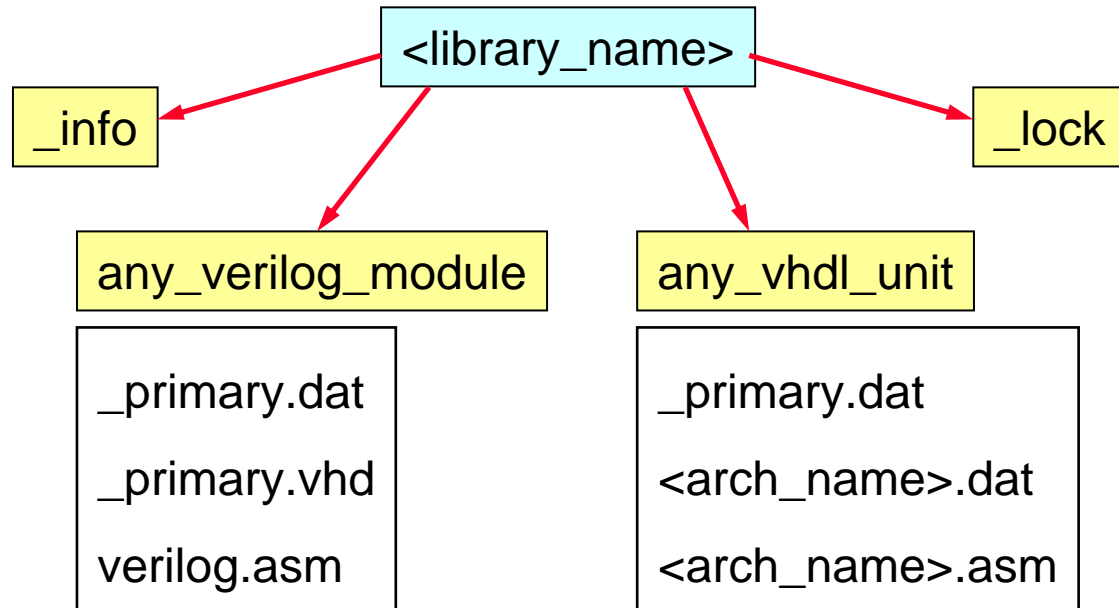 <library_name>
_info
_lock
any_verilog_module
any_vhdl_unit
_primary.dat
_primary.vhd
verilog.asm
_primary.dat
<arch_name>.dat
<arch_name>.asm